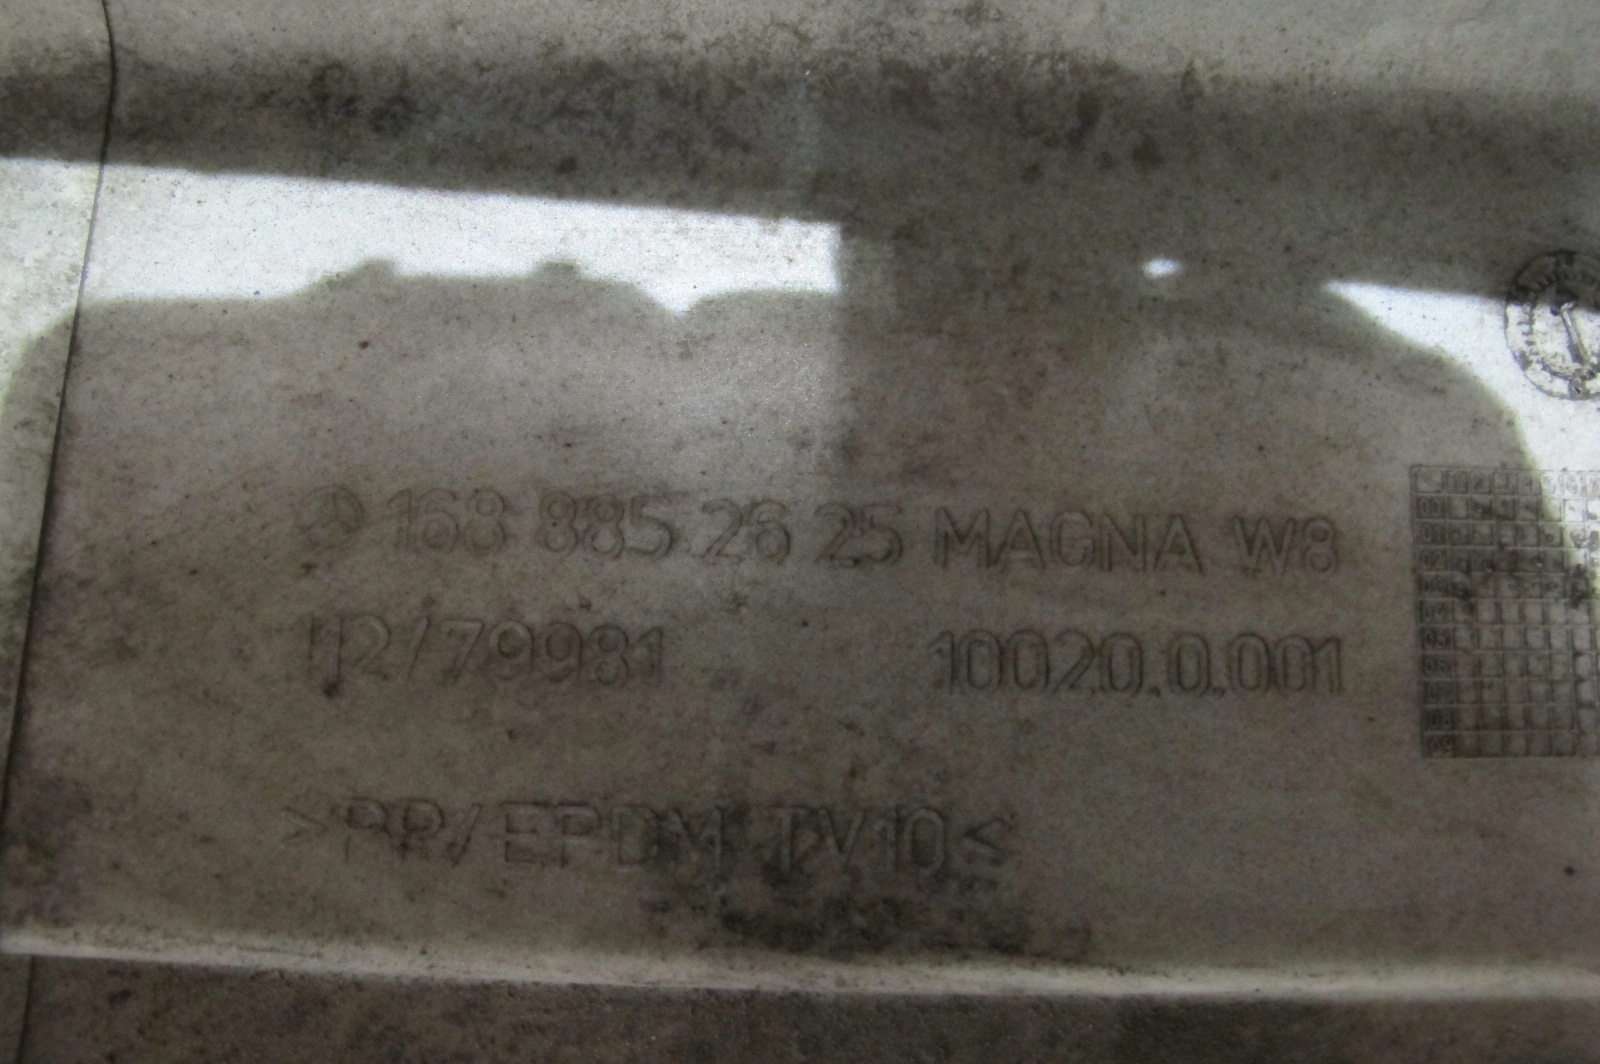 168 885 26 25 MAGNA W8
12/79981 10020.0.001
>PP/EPDM TV10<